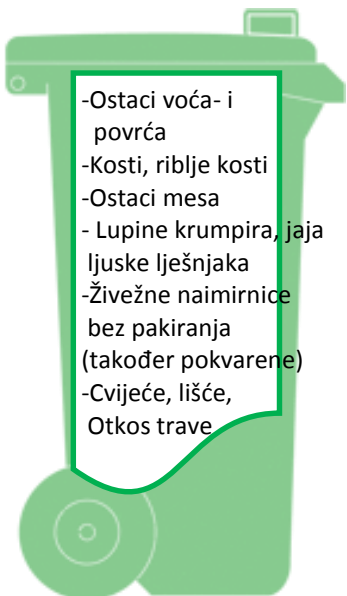 -Ostaci voća- i
povrća
-Kosti, riblje kosti
-Ostaci mesa
- Lupine krumpira, jaja
ljuske lješnjaka
-Živežne naimirnice
bez pakiranja
(također pokvarene)
-Cvijeće, lišće,
Otkos trave